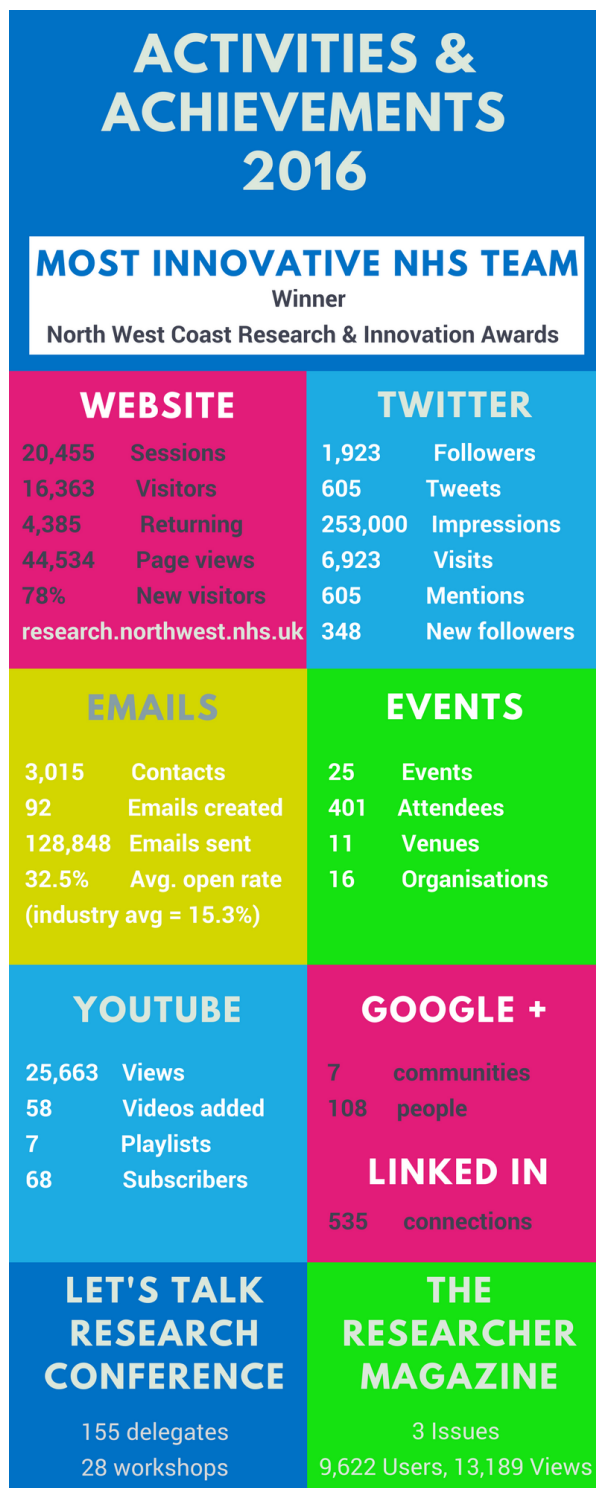 ACTIVITIES &
ACHIEVEMENTS
2016
MOST INNOVATIVE NHS TEAM
Winner
North West Coast Research & Innovation Awards
WEBSITE
20,455 Sessions
16,363 Visitors
4,385 Returning
44,534 Page views
78% New visitors
research.northwest.nhs.uk
TWITTER
1,923 Followers
605 Tweets
253,000 Impressions
6,923 Visits
605 Mentions
348 New followers
EMAILS
3,015 Contacts
92 Emails created
128,848 Emails sent
32.5% Avg. open rate
(industry avg = 15.3%)
EVENTS
25 Events
401 Attendees
11 Venues
16 Organisations
YOUTUBE
25,663 Views
58 Videos added
7 Playlists
68 Subscribers
GOOGLE +
7 communities
108 people
LINKED IN
535 connections
LET'S TALK
RESEARCH
CONFERENCE
155 delegates
28 workshops
THE
RESEARCHER
MAGAZINE
3 Issues
9,622 Users, 13,189 Views